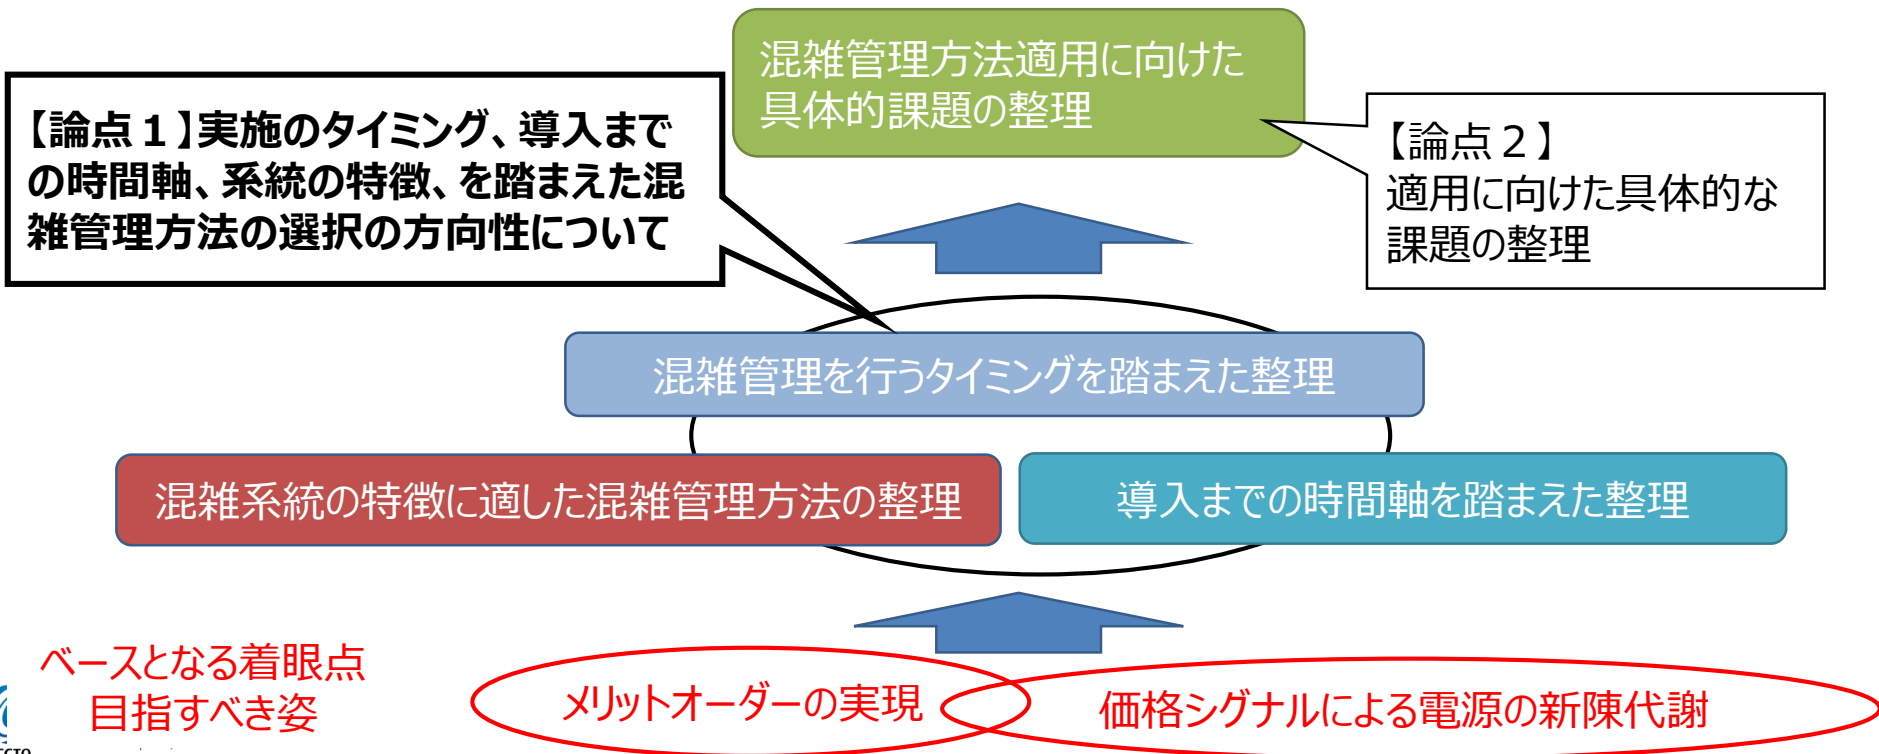 混雑管理方法適用に向けた
具体的課題の整理
【論点１】実施のタイミング、導入まで
の時間軸、系統の特徴、を踏まえた混
雑管理方法の選択の方向性について
【論点２】
適用に向けた具体的な
課題の整理
混雑管理を行うタイミングを踏まえた整理
混雑系統の特徴に適した混雑管理方法の整理
導入までの時間軸を踏まえた整理
ベースとなる着眼点
目指すべき姿
メリットオーダーの実現
価格シグナルによる電源の新陳代謝